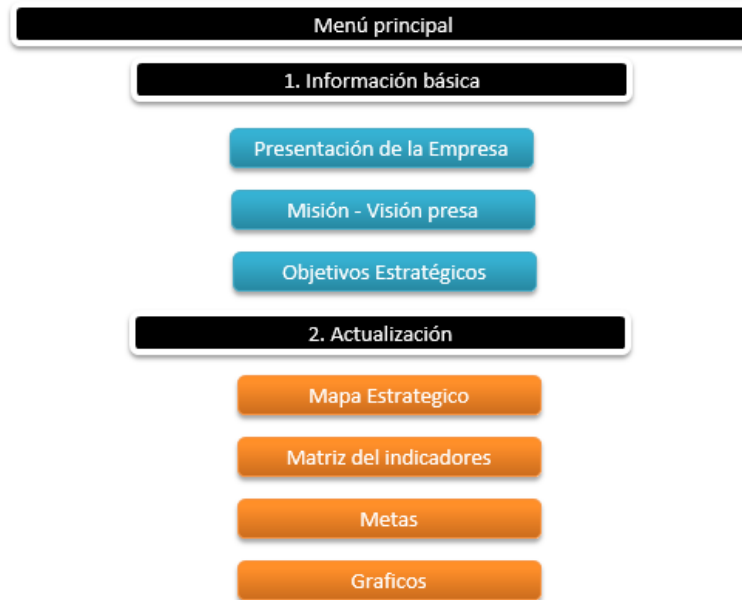 Menú principal
1. Información básica
Presentación de la Empresa
Misión - Visión presa
Objetivos Estratégicos
2. Actualización
Mapa Estrategico
Matriz del indicadores
Metas
Graficos